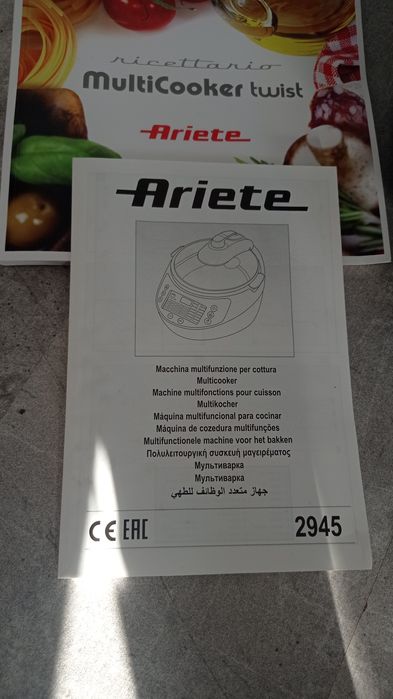 ricettario
MultiCooker twist
Ariete
Ariete
Macchina multifunzione per cottura
Multicooker
Machine multifonctions pour cuisson
Multikocher
Máquina multifuncional para cocinar
Máquina de cozedura multifunções
Multifunctionele machine voor het bakken
Πολυλειτουργική συσκευή μαγειρέματος
Мультиварка
Мультиварка
جهاز متعدد الوظائف للطهي
CE EAC 2945